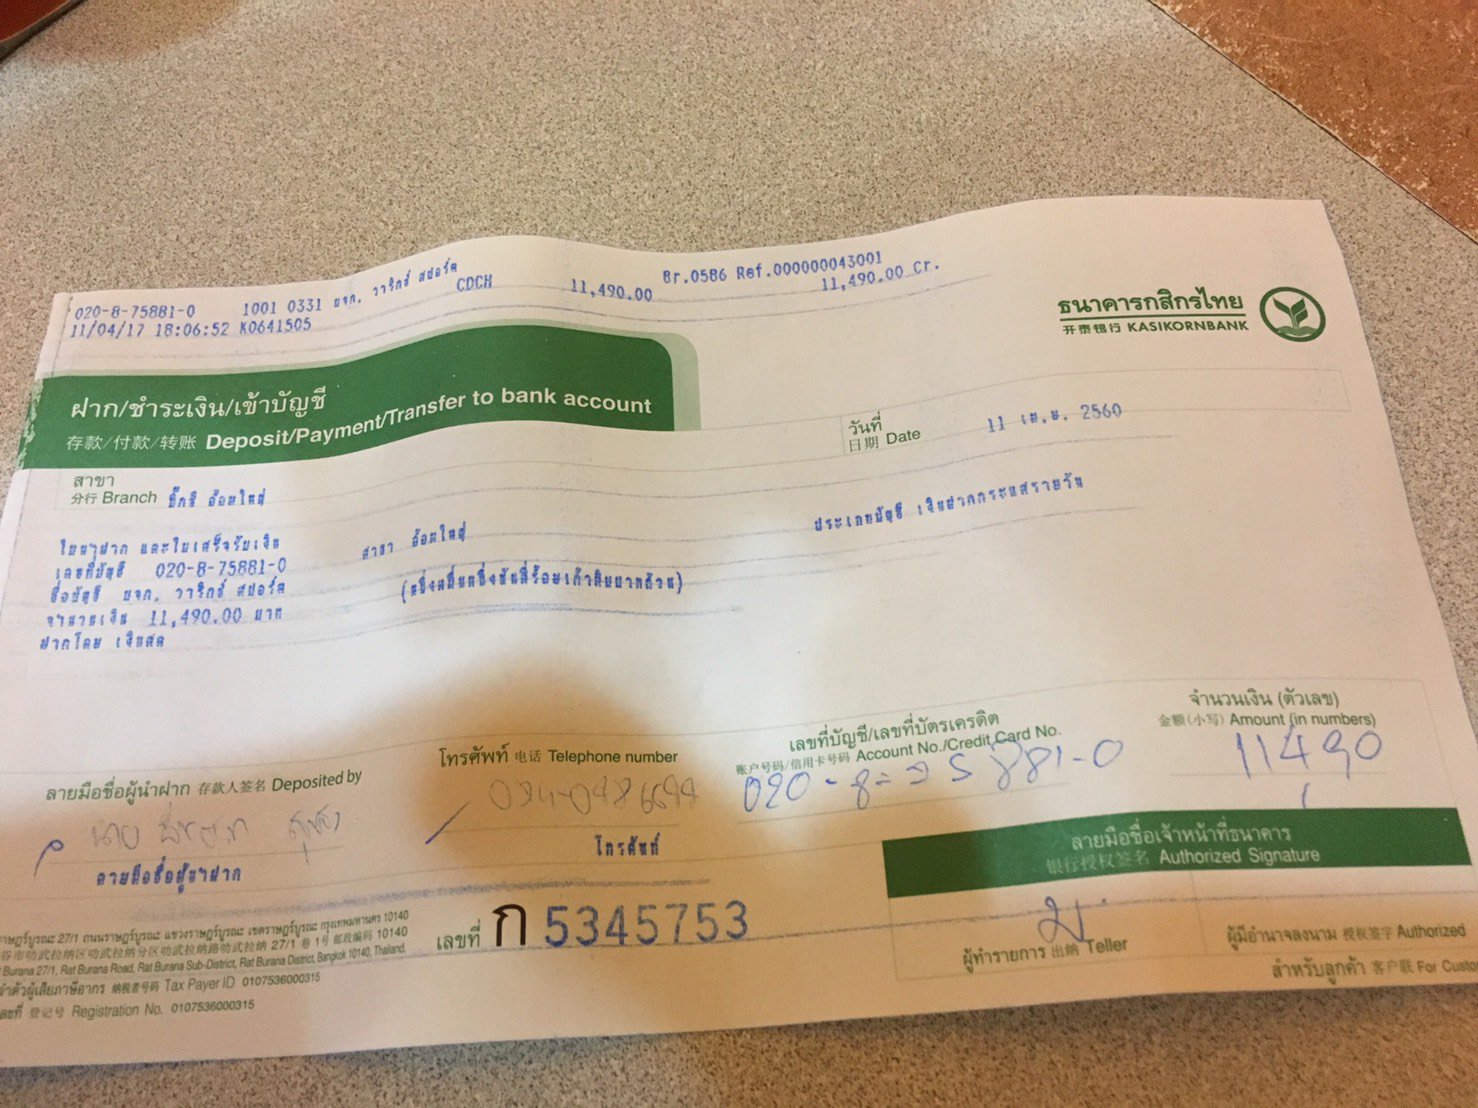 020-8-75881-0 1001 0331 บจก. วาริกซ์ สปอร์ต Br.0586 Ref.000000043001
11/04/17 18:06:52 K0641505 CDCH 11,490.00 11,490.00 Cr.
ธนาคารกสิกรไทย
开泰银行 KASIKORNBANK
ฝาก/ชำระเงิน/เข้าบัญชี
存款/付款/转账 Deposit/Payment/Transfer to bank account
วันที่
日期 Date 11 เม.ย. 2560
สาขา
分行 Branch บิ๊กซี อ้อมใหญ่
ใบนำฝาก และใบเสร็จรับเงิน สาขา อ้อมใหญ่ ประเภทบัญชี เงินฝากกระแสรายวัน
เลขที่บัญชี 020-8-75881-0
ชื่อบัญชี บจก. วาริกซ์ สปอร์ต (หนึ่งหมื่นหนึ่งพันสี่ร้อยเก้าสิบบาทถ้วน)
จำนวนเงิน 11,490.00 บาท
ฝากโดย เงินสด
จำนวนเงิน (ตัวเลข)
金额(小写) Amount (in numbers)
11490
เลขที่บัญชี/เลขที่บัตรเครดิต
账户号码/信用卡号码 Account No./Credit Card No.
020-8-75881-0
โทรศัพท์ 电话 Telephone number
ลายมือชื่อผู้นำฝาก 存款人签名 Deposited by
นาย
ลายมือชื่อผู้นำฝาก
โทรศัพท์
ลายมือชื่อเจ้าหน้าที่ธนาคาร
银行授权签名 Authorized Signature
เลขที่ ก 5345753
ผู้ทำรายการ 出纳 Teller
ผู้มีอำนาจลงนาม 授权签字 Authorized
สำหรับลูกค้า 客户联 For
ราษฎร์บูรณะ 27/1 ถนนราษฎร์บูรณะ แขวงราษฎร์บูรณะ เขตราษฎร์บูรณะ กรุงเทพมหานคร 10140
27/1 巷 1号 邮政编码 10140
Burana 27/1, Rat Burana Road, Rat Burana Sub-District, Rat Burana District, Bangkok 10140, Thailand.
ตัวผู้เสียภาษีอากร 纳税者号码 Tax Payer ID 0107536000315
登记号 Registration No. 0107536000315